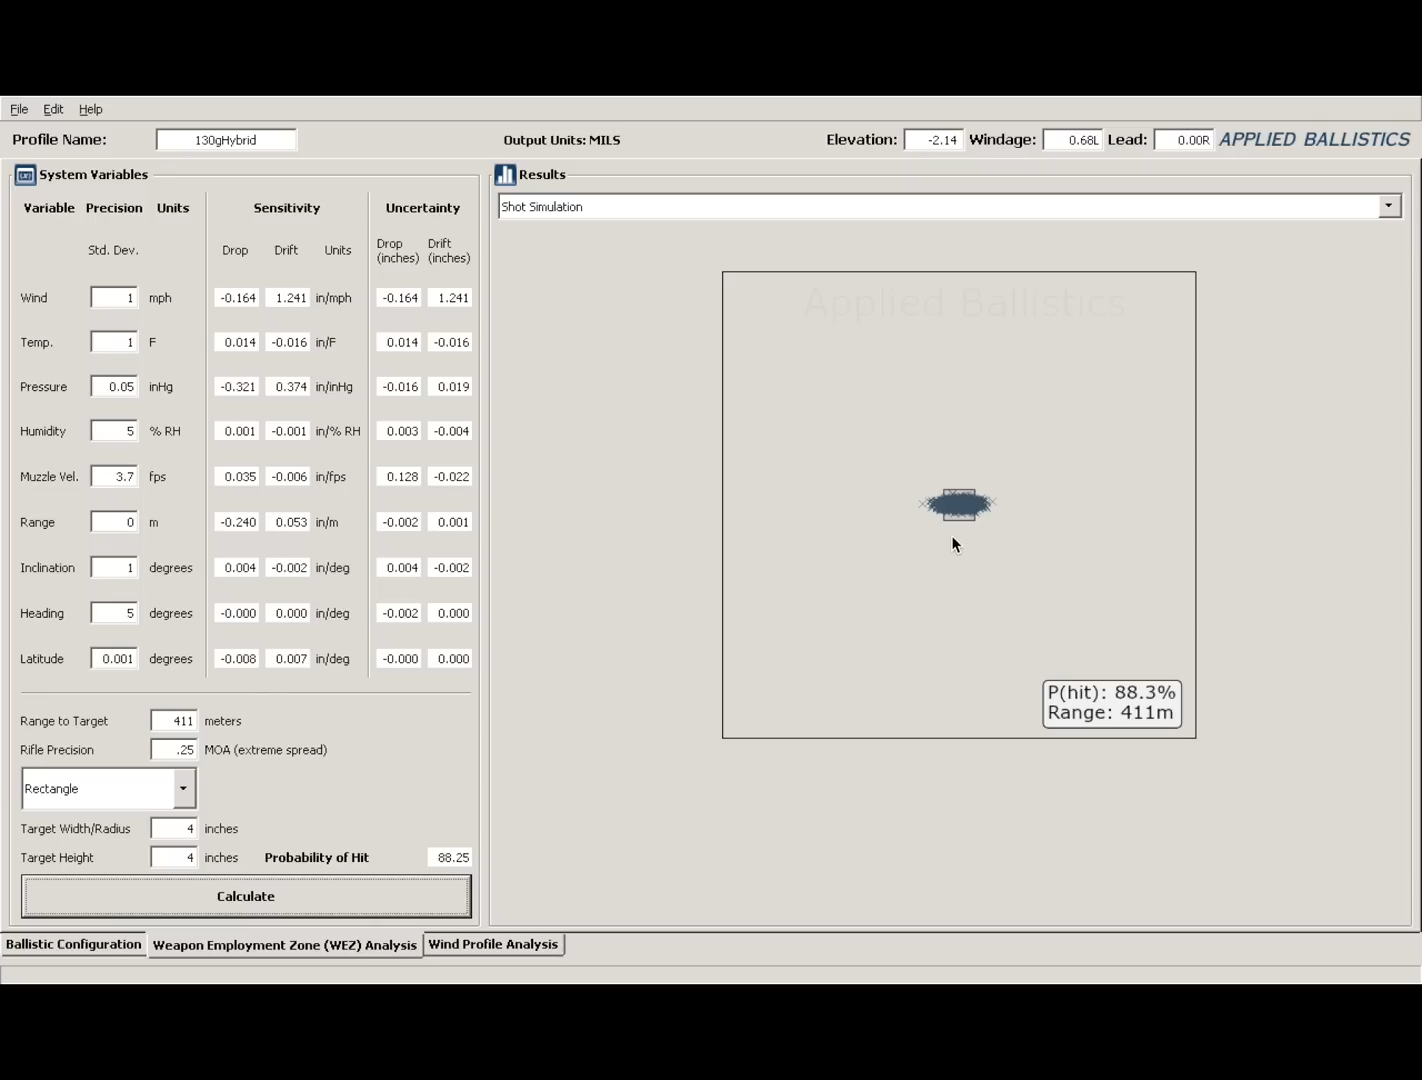 File Edit Help
Profile Name: 130gHybrid Output Units: MILS Elevation: -2.14 Windage: 0.68L Lead: 0.00R APPLIED BALLISTICS
System Variables
Variable Precision Units Sensitivity Uncertainty
Std. Dev. Drop Drift Units Drop (inches) Drift (inches)
Wind 1 mph -0.164 1.241 in/mph -0.164 1.241
Temp. 1 F 0.014 -0.016 in/F 0.014 -0.016
Pressure 0.05 inHg -0.321 0.374 in/inHg -0.016 0.019
Humidity 5 % RH 0.001 -0.001 in/% RH 0.003 -0.004
Muzzle Vel. 3.7 fps 0.035 -0.006 in/fps 0.128 -0.022
Range 0 m -0.240 0.053 in/m -0.002 0.001
Inclination 1 degrees 0.004 -0.002 in/deg 0.004 -0.002
Heading 5 degrees -0.000 0.000 in/deg -0.002 0.000
Latitude 0.001 degrees -0.008 0.007 in/deg -0.000 0.000
Range to Target 411 meters
Rifle Precision .25 MOA (extreme spread)
Rectangle
Target Width/Radius 4 inches
Target Height 4 inches Probability of Hit 88.25
Calculate
Results
Shot Simulation
Applied Ballistics
P(hit): 88.3%
Range: 411m
Ballistic Configuration Weapon Employment Zone (WEZ) Analysis Wind Profile Analysis